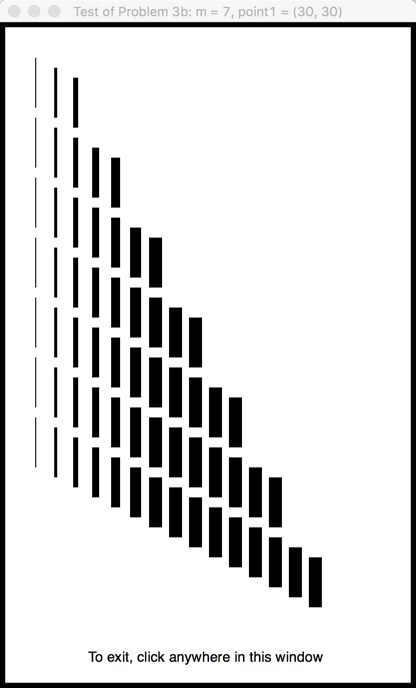 Test of Problem 3b: m = 7, point1 = (30, 30)
To exit, click anywhere in this window